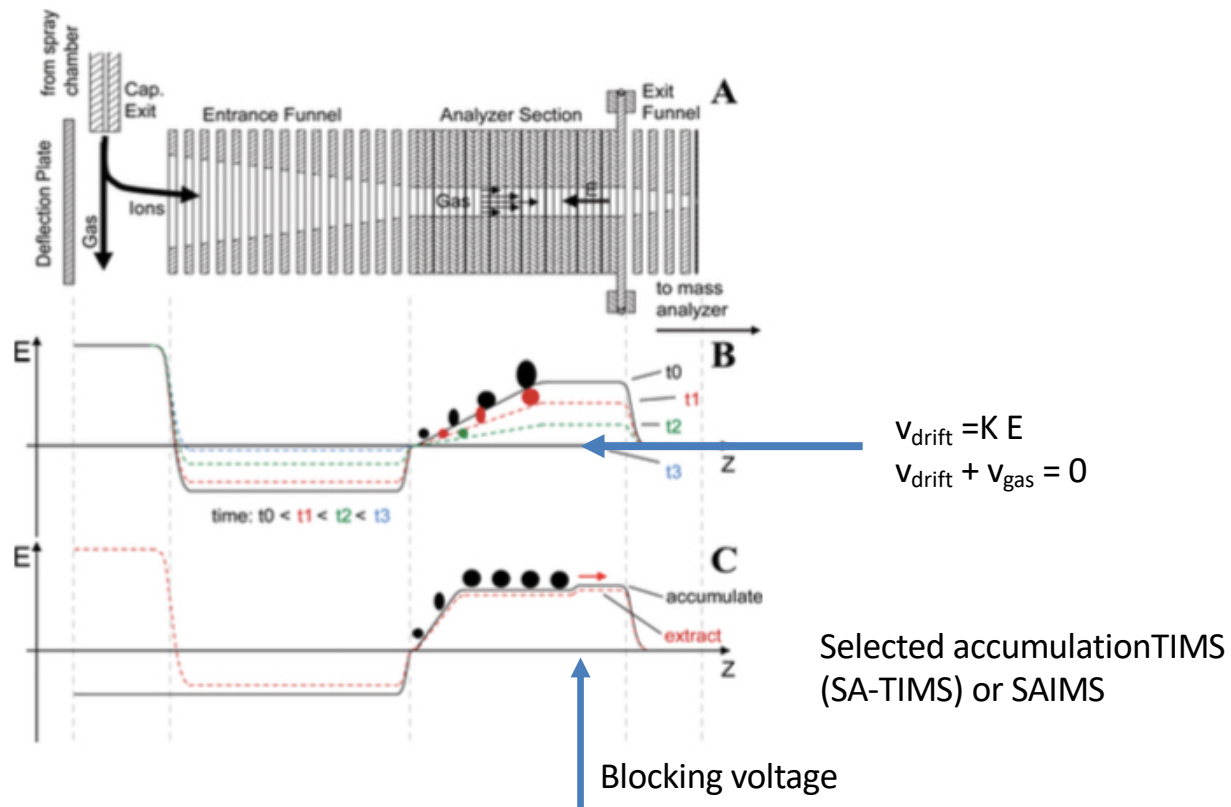 from spray
chamber
Cap.
Exit
Deflection Plate
Gas
Ions
Entrance Funnel
Analyzer Section
Gas
E
Exit
Funnel
A
to mass
analyzer
E
B
t0
t1
t2
t3
Z
time: t0 < t1 < t2 < t3
vdrift =K E
vdrift + vgas = 0
E
C
accumulate
extract
Z
Selected accumulationTIMS
(SA-TIMS) or SAIMS
Blocking voltage